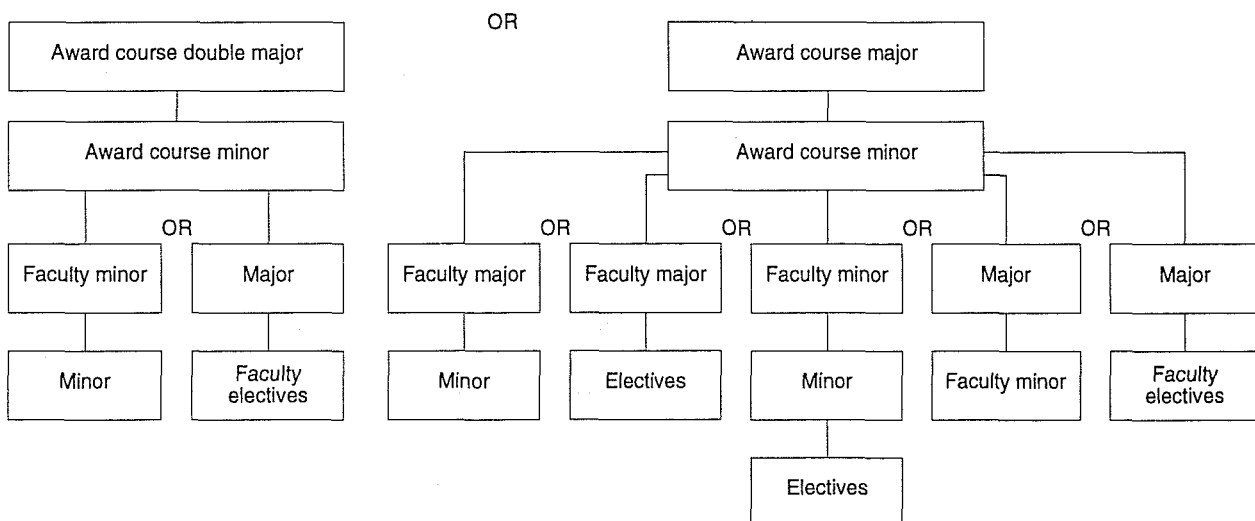 OR
Award course double major
Award course major
Award course minor
Award course minor
OR
OR
OR
OR
OR
Faculty minor
Major
Faculty major
Faculty major
Faculty minor
Major
Major
Minor
Faculty
electives
Minor
Electives
Minor
Faculty minor
Faculty
electives
Electives